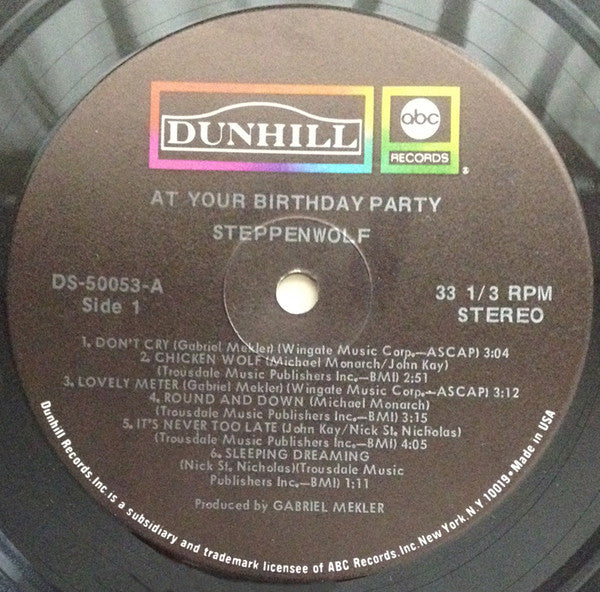 DUNHILL
abc
RECORDS
AT YOUR BIRTHDAY PARTY
STEPPENWOLF
DS-50053-A
Side 1
33 1/3 RPM
STEREO
1. DON'T CRY (Gabriel Mekler) (Wingate Music Corp.—ASCAP) 3:04
2. CHICKEN WOLF (Michael Monarch/John Kay)
(Trousdale Music Publishers Inc.—BMI) 2:51
3. LOVELY METER (Gabriel Mekler) (Wingate Music Corp.—ASCAP) 3:12
4. ROUND AND DOWN (Michael Monarch)
(Trousdale Music Publishers Inc.—BMI) 3:15
5. IT'S NEVER TOO LATE (John Kay/Nick St. Nicholas)
(Trousdale Music Publishers Inc.—BMI) 4:05
6. SLEEPING DREAMING
(Nick St. Nicholas)(Trousdale Music
Publishers Inc.—BMI) 1:11
Produced by GABRIEL MEKLER
Dunhill Records, Inc is a subsidiary and trademark licensee of ABC Records, Inc. New York, N.Y. 10019 • Made in USA